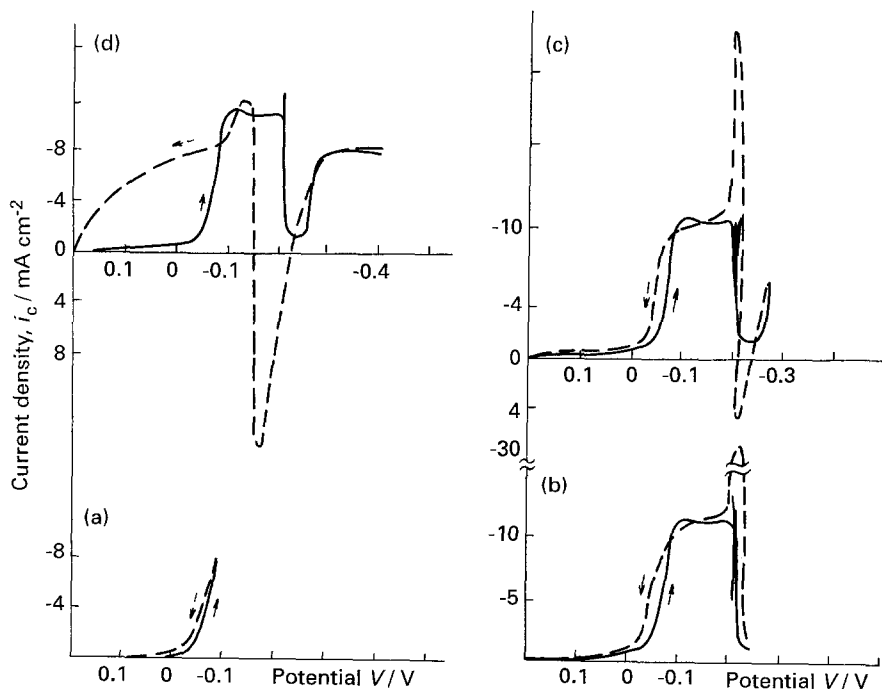 (d)
-8
-4
0
4
8
0.1 0 -0.1 -0.4
Current density, i_c / mA cm⁻²
(a)
-8
-4
0.1 0 -0.1 Potential V/V
(c)
-10
-4
0
4
-30
0.1 0 -0.1 -0.3
(b)
-10
-5
0.1 0 -0.1 Potential V/V